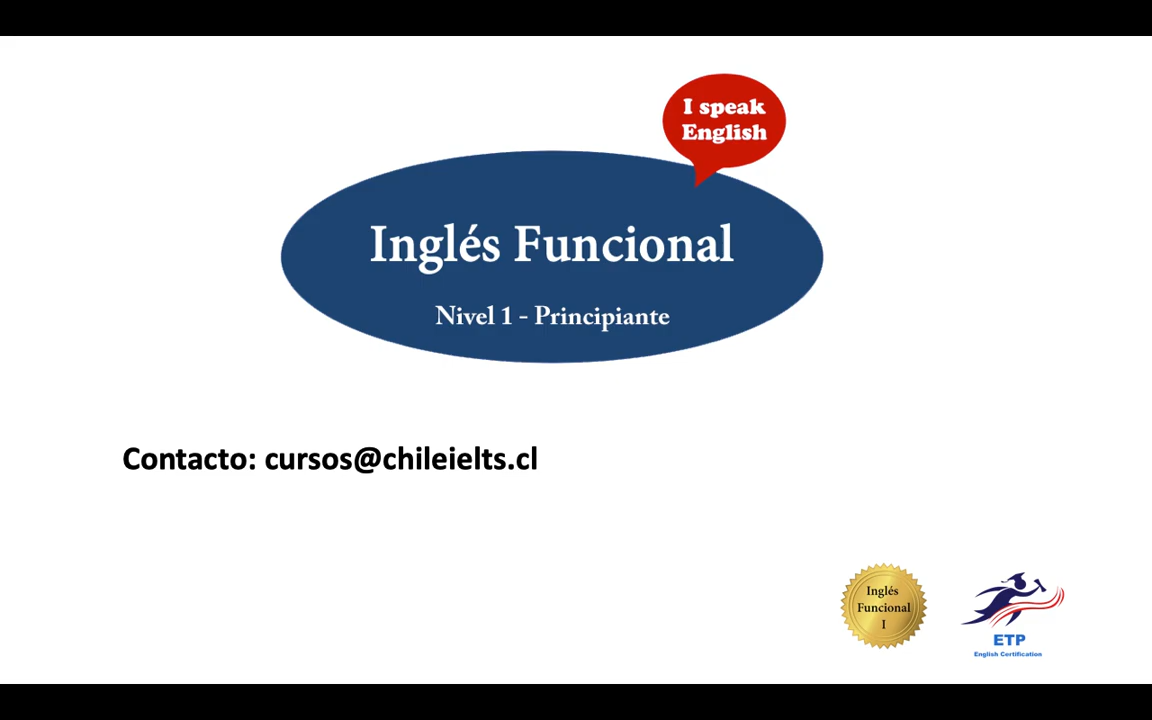 I speak
English
Inglés Funcional
Nivel 1 - Principiante
Contacto: cursos@chileielts.cl
Inglés
Funcional
I
ETP
English Certification